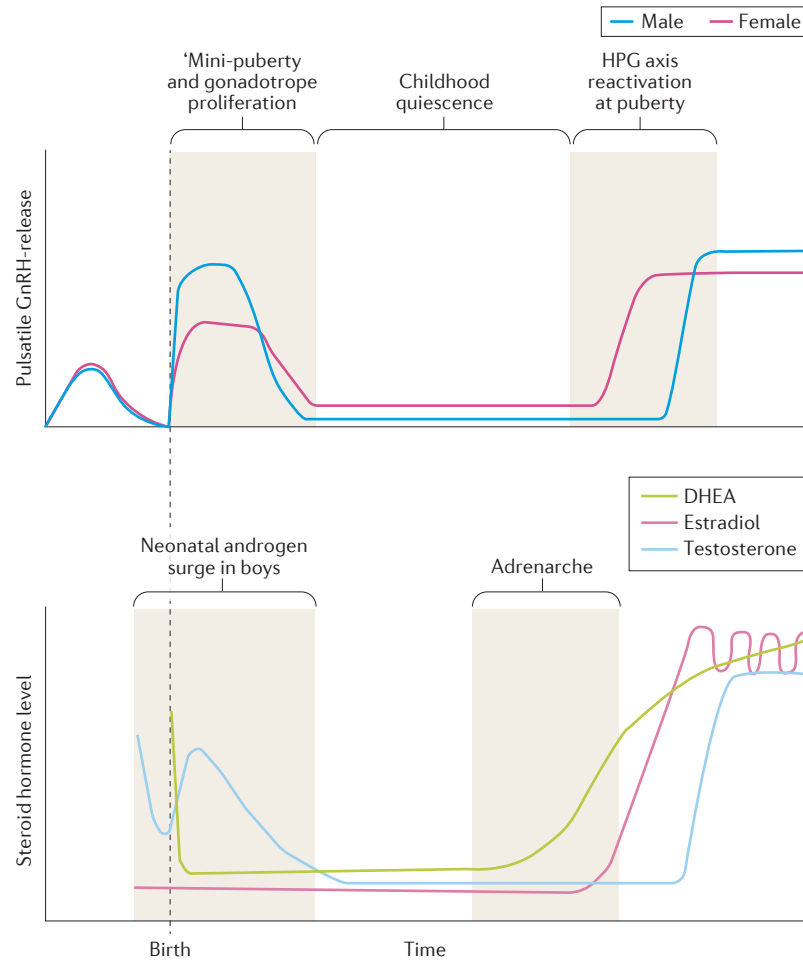 Male Female
‘Mini-puberty
and gonadotrope
proliferation
Childhood
quiescence
HPG axis
reactivation
at puberty
Pulsatile GnRH-release
DHEA
Estradiol
Testosterone
Neonatal androgen
surge in boys
Adrenarche
Steroid hormone level
Birth
Time